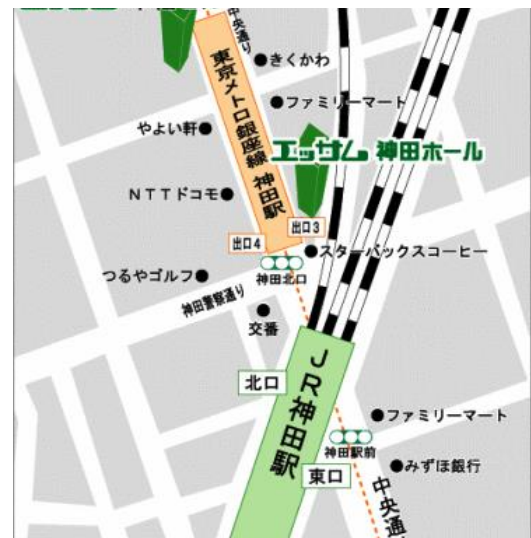 中央通り
きくかわ
東京メトロ銀座線 神田駅
ファミリーマート
やよい軒
エッサム 神田ホール
NTTドコモ
出口3
出口4
スターバックスコーヒー
神田北口
つるやゴルフ
神田警察通り
交番
JR神田駅
北口
ファミリーマート
神田駅前
みずほ銀行
東口
中央通